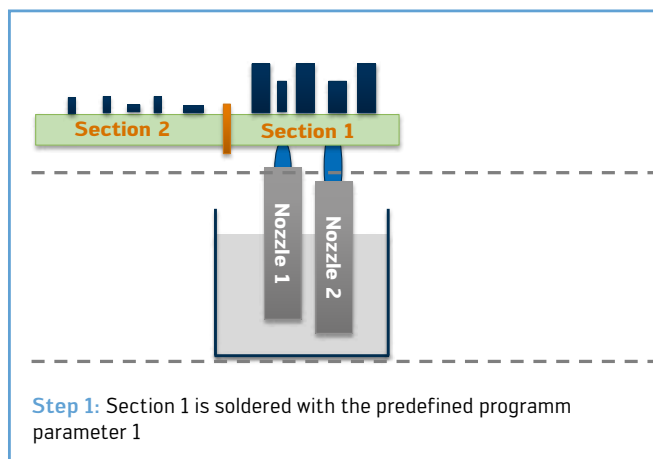 Section 2
Section 1
Nozzle 1
Nozzle 2
Step 1: Section 1 is soldered with the predefined programm
parameter 1